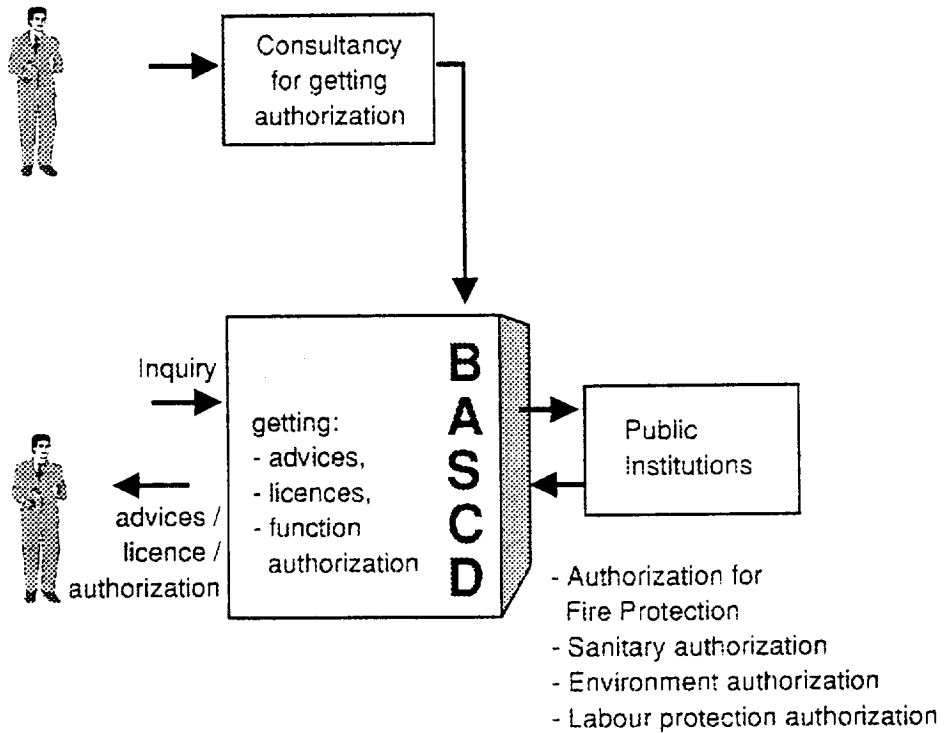 Consultancy
for getting
authorization
Inquiry
advices /
licence /
authorization
getting:
- advices,
- licences,
- function
authorization
B
A
S
C
D
Public
Institutions
- Authorization for
Fire Protection
- Sanitary authorization
- Environment authorization
- Labour protection authorization